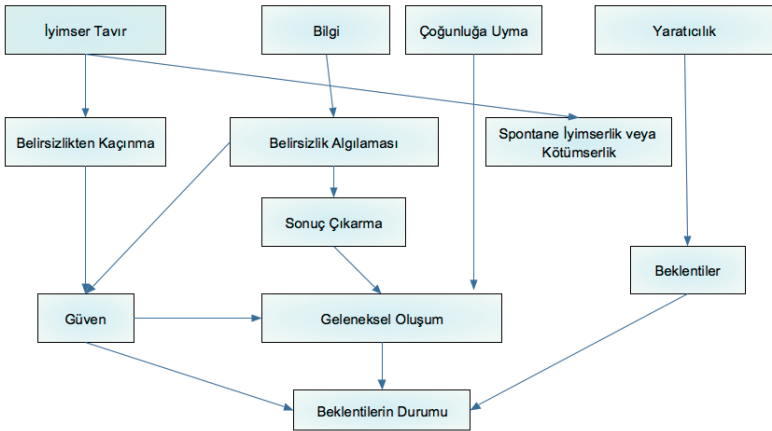 İyimser Tavır
Bilgi
Çoğunluğa Uyma
Yaratıcılık
Belirsizlikten Kaçınma
Belirsizlik Algılaması
Spontane İyimserlik veya
Kötümserlik
Sonuç Çıkarma
Beklentiler
Güven
Geleneksel Oluşum
Beklentilerin Durumu